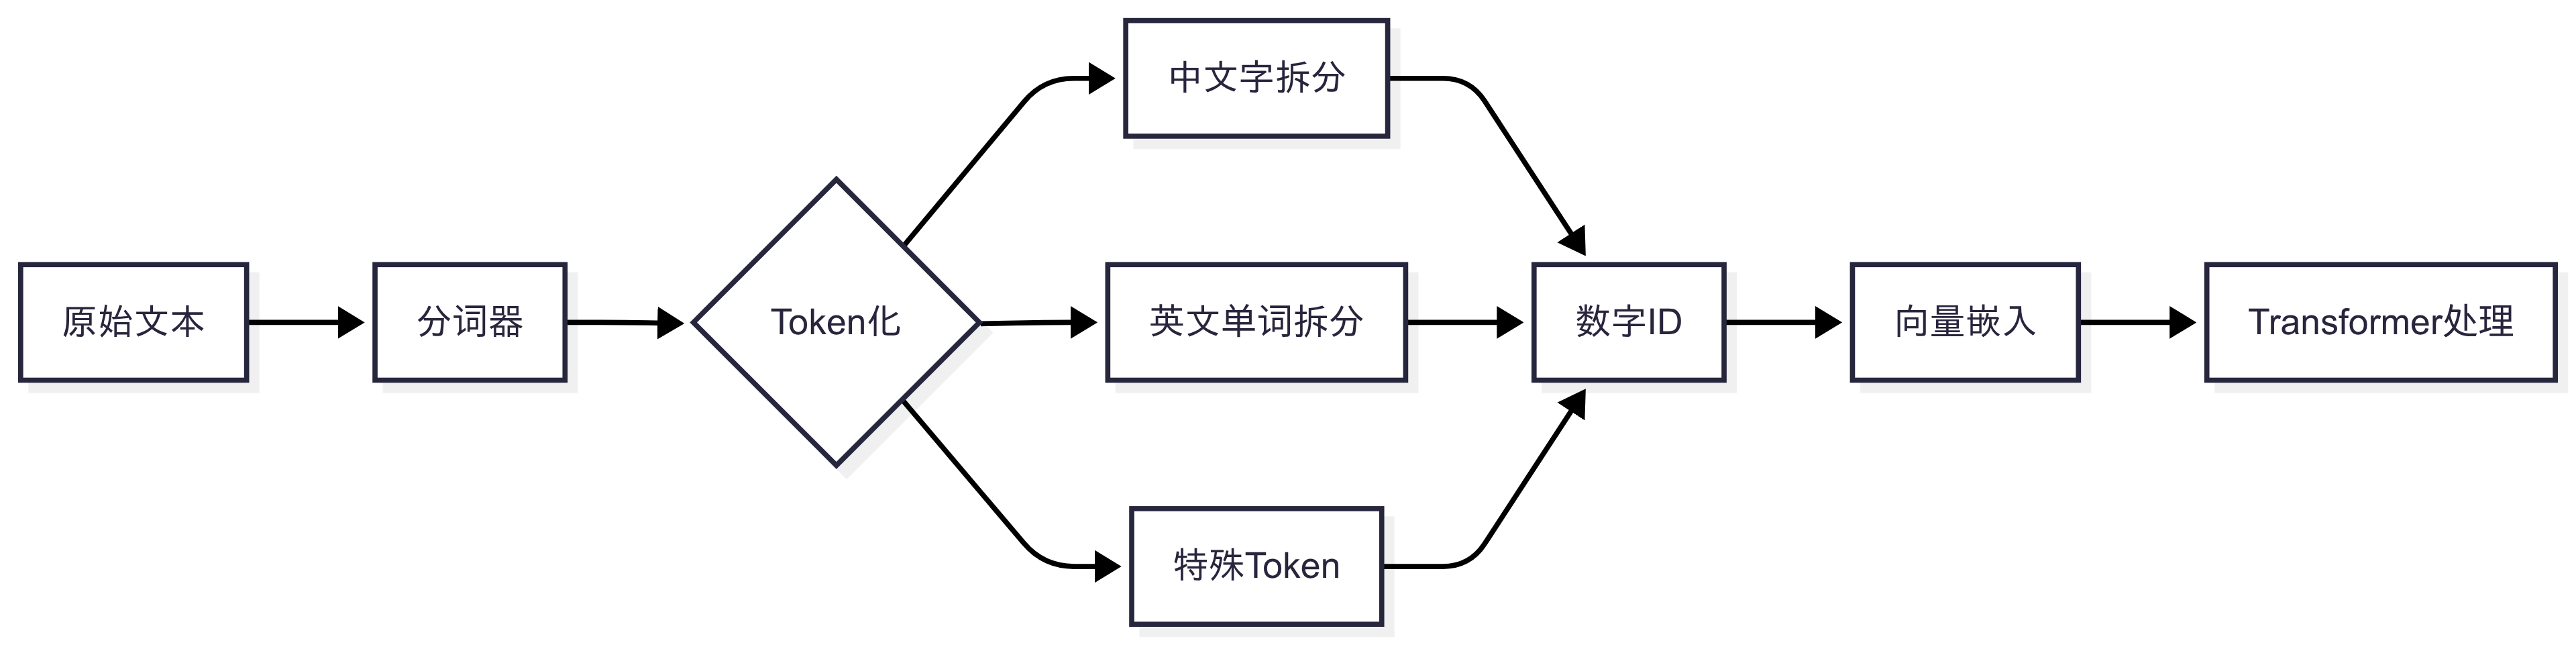 原始文本
分词器
Token化
中文字拆分
英文单词拆分
特殊Token
数字ID
向量嵌入
Transformer处理